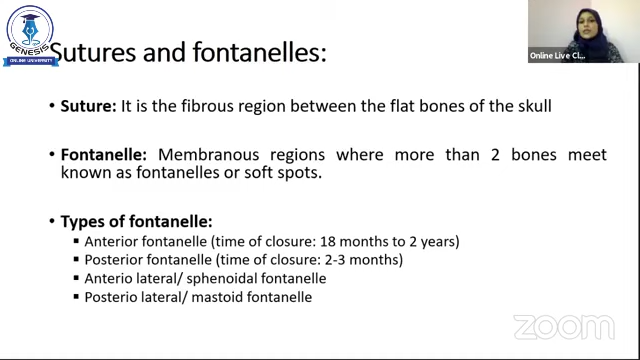 GENESIS
ONLINE UNIVERSITY
Sutures and fontanelles:
Online Live Cl...
• Suture: It is the fibrous region between the flat bones of the skull
• Fontanelle: Membranous regions where more than 2 bones meet
known as fontanelles or soft spots.
• Types of fontanelle:
▪ Anterior fontanelle (time of closure: 18 months to 2 years)
▪ Posterior fontanelle (time of closure: 2-3 months)
▪ Anterio lateral/ sphenoidal fontanelle
▪ Posterio lateral/ mastoid fontanelle
zoom